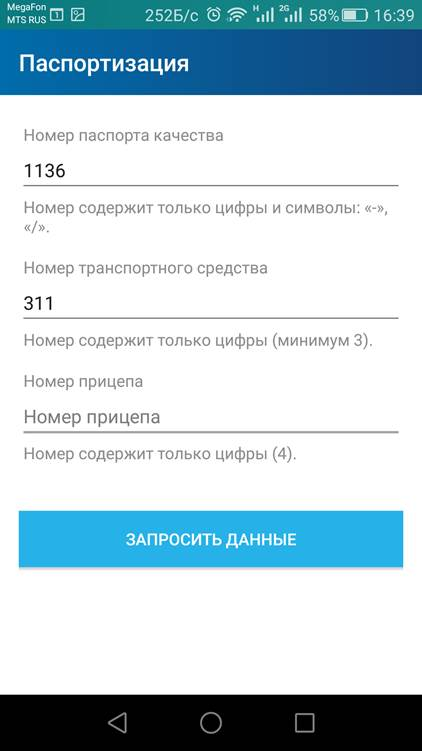 MegaFon
MTS RUS
252Б/с
H
2G
58%
16:39
Паспортизация
Номер паспорта качества
1136
Номер содержит только цифры и символы: «-»,
«/».
Номер транспортного средства
311
Номер содержит только цифры (минимум 3).
Номер прицепа
Номер прицепа
Номер содержит только цифры (4).
ЗАПРОСИТЬ ДАННЫЕ